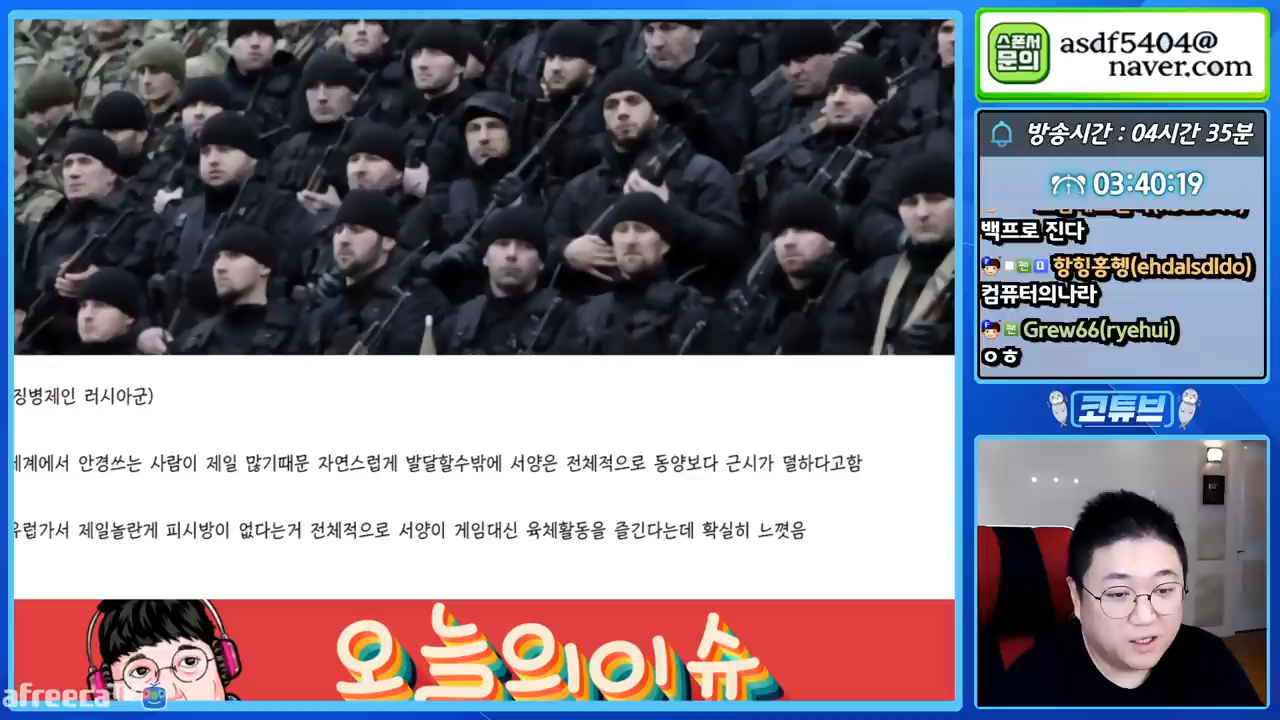 스폰서
문의
asdf5404@
naver.com
방송시간 : 04시간 35분
03:40:19
백프로 진다
팬
항힝홍헹(ehdalsdldo)
컴퓨터의나라
팬
Grew66(ryehui)
ㅇㅎ
코튜브
징병제인 러시아군)
세계에서 안경쓰는 사람이 제일 많기때문 자연스럽게 발달할수밖에 서양은 전체적으로 동양보다 근시가 덜하다고함
유럽가서 제일놀란게 피시방이 없다는거 전체적으로 서양이 게임대신 육체활동을 즐긴다는데 확실히 느꼇음
오늘의이슈
afreeca